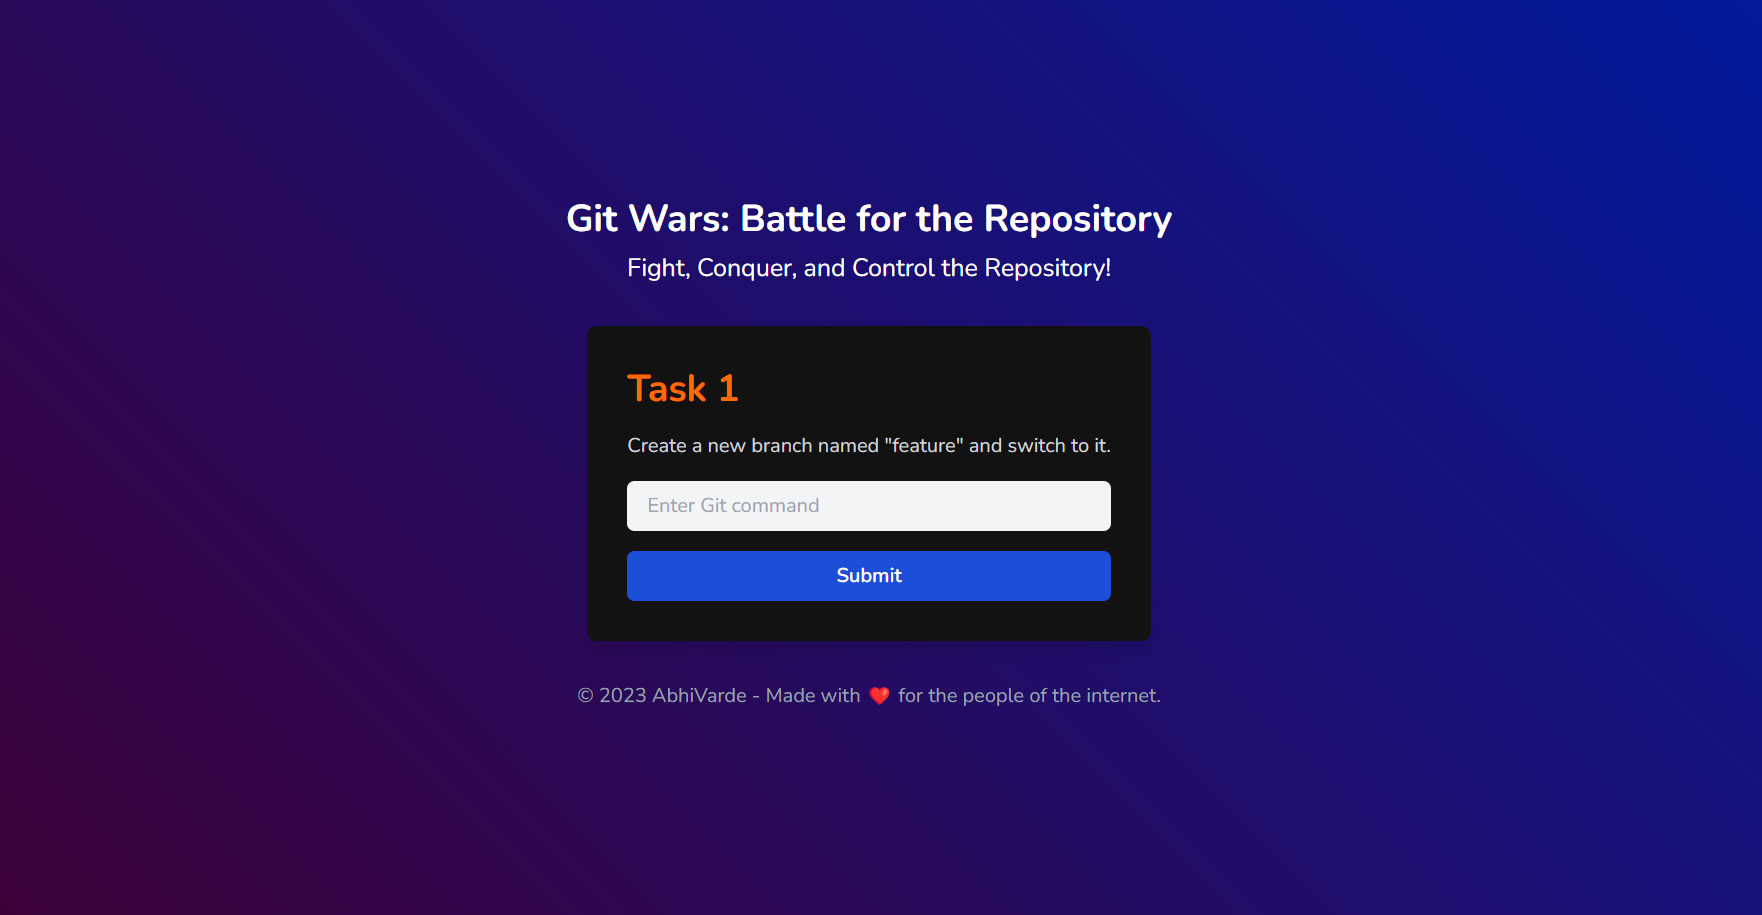 Git Wars: Battle for the Repository
Fight, Conquer, and Control the Repository!
Task 1
Create a new branch named "feature" and switch to it.
Enter Git command
Submit
© 2023 AbhiVarde - Made with ❤️ for the people of the internet.